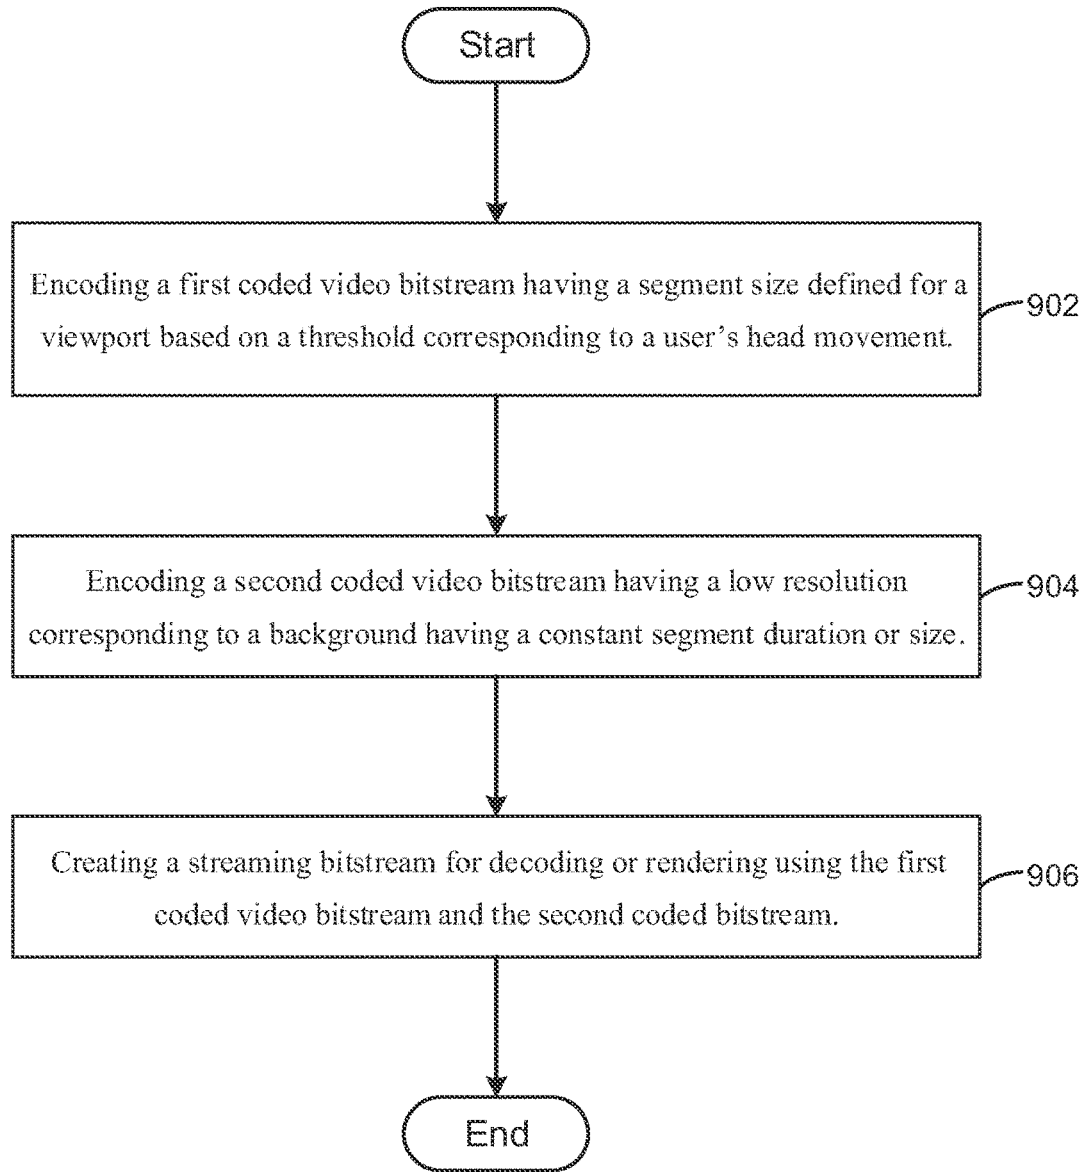 Start
Encoding a first coded video bitstream having a segment size defined for a
viewport based on a threshold corresponding to a user's head movement.
902
Encoding a second coded video bitstream having a low resolution
corresponding to a background having a constant segment duration or size.
904
Creating a streaming bitstream for decoding or rendering using the first
coded video bitstream and the second coded bitstream.
906
End